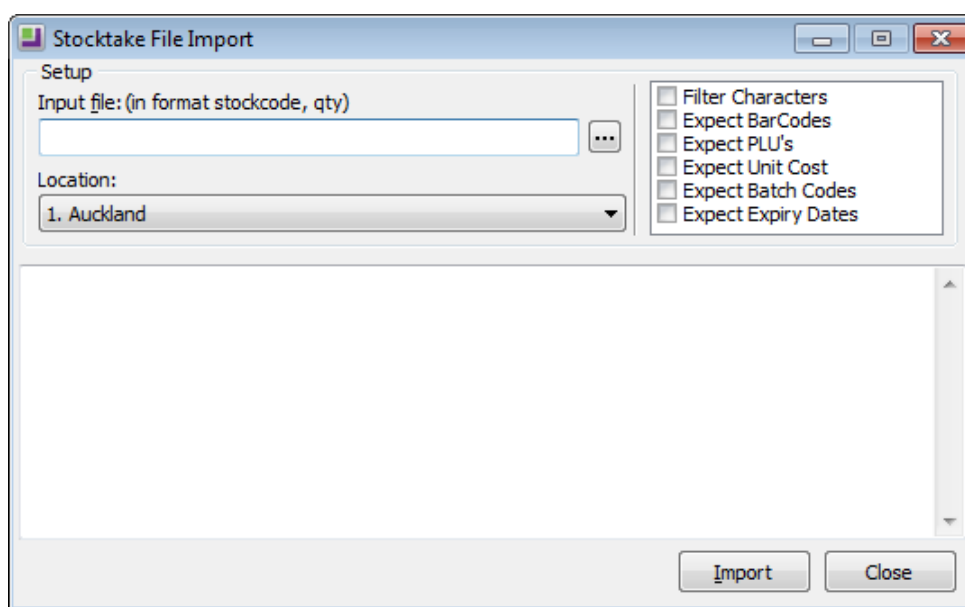 Stocktake File Import
Setup
Input file: (in format stockcode, qty)
...
Location:
1. Auckland
Filter Characters
Expect BarCodes
Expect PLU's
Expect Unit Cost
Expect Batch Codes
Expect Expiry Dates
Import
Close